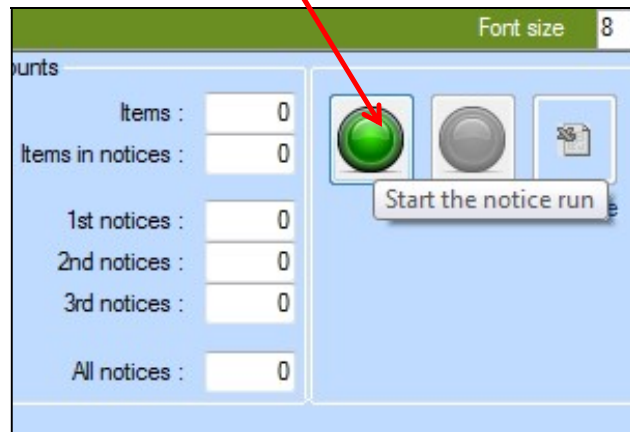 Font size 8
ounts
Items : 0
Items in notices : 0
Start the notice run
1st notices : 0
2nd notices : 0
3rd notices : 0
All notices : 0